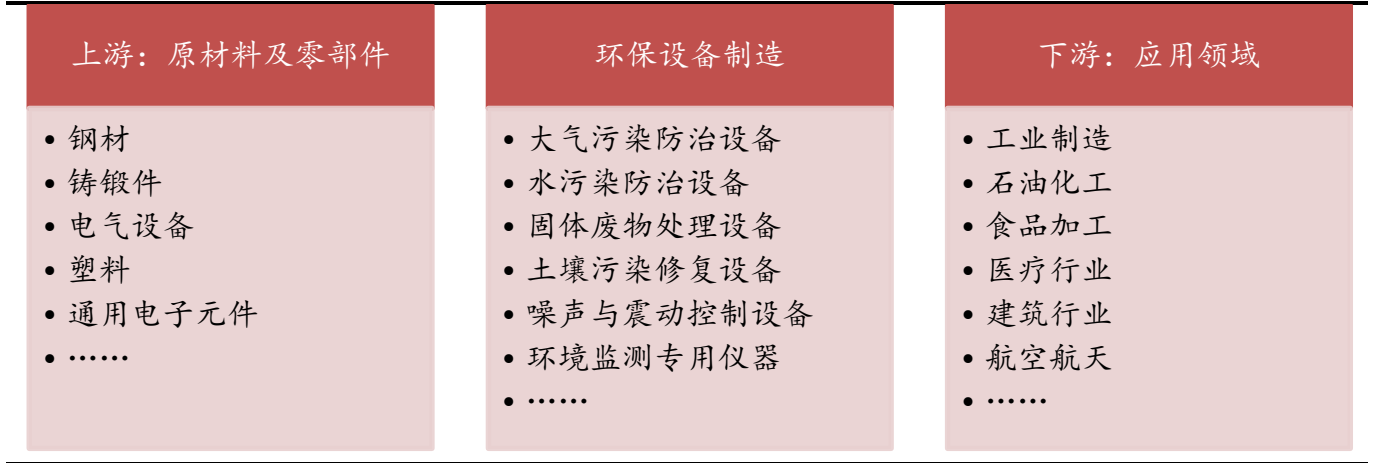 上游：原材料及零部件
• 钢材
• 铸锻件
• 电气设备
• 塑料
• 通用电子元件
• ……
环保设备制造
• 大气污染防治设备
• 水污染防治设备
• 固体废物处理设备
• 土壤污染修复设备
• 噪声与震动控制设备
• 环境监测专用仪器
• ……
下游：应用领域
• 工业制造
• 石油化工
• 食品加工
• 医疗行业
• 建筑行业
• 航空航天
• ……